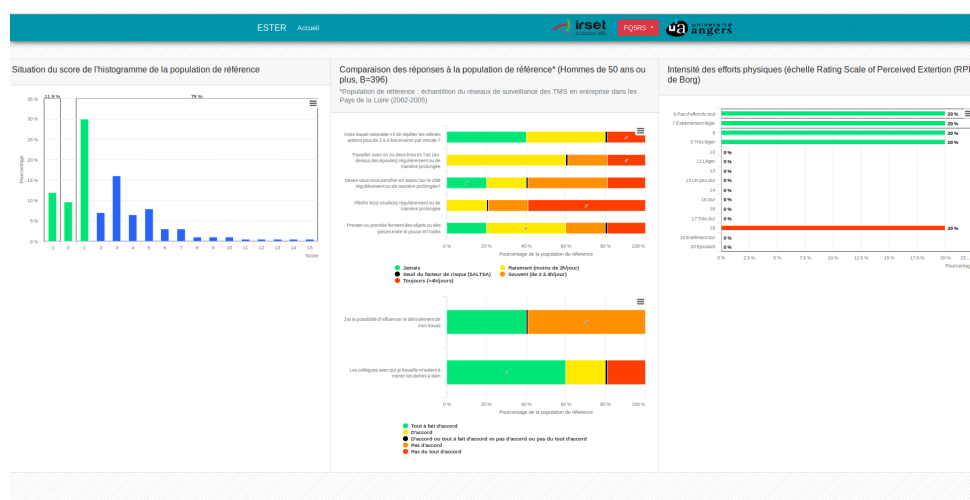 ESTER Accueil
irset
FQ5RS
ua université angers
Situation du score de l'histogramme de la population de référence
11.9 %
79 %
35 %
30 %
25 %
20 %
15 %
10 %
5 %
0 %
Pourcentage
-1 0 1 2 3 4 5 6 7 8 9 10 11 12 13 14 15
Score
Comparaison des réponses à la population de référence* (Hommes de 50 ans ou
plus, B=396)
*Population de référence : échantillion du réseaux de surveillance des TMS en entreprise dans les
Pays de la Loire (2002-2005)
Votre travail nécessite-t-il de répéter les mêmes
actions plus de 2 à 4 fois environ par minute ?
Travailler avec un ou deux bras en l'air (au-
dessus des épaules) régulièrement ou de
manière prolongée
Devez-vous vous pencher en avant / sur le côté
régulièrement ou de manière prolongée?
Fléchir le(s) coude(s) régulièrement ou de
manière prolongée
Presser ou prendre fermement des objets ou des
pièces entre le pouce et l'index
0 % 20 % 40 % 60 % 80 % 100 %
Pourcentage de la population de référence
Jamais
Rarement (moins de 2h/jour)
Seuil du facteur de risque (SALTSA)
Souvent (de 2 à 4h/jour)
Toujours (>4h/jours)
J'ai la possibilité d'influencer le déroulement de
mon travail
Les collègues avec qui je travaille m'aident à
mener les tâches à bien
0 % 20 % 40 % 60 % 80 % 100 %
Pourcentage de la population de référence
Tout à fait d'accord
D'accord
D'accord ou tout à fait d'accord vs pas d'accord ou pas du tout d'accord
Pas d'accord
Pas du tout d'accord
Intensité des efforts physiques (échelle Rating Scale of Perceived Extertion (RPE
de Borg)
6 Pas d'effort du tout 20 %
7 Extrêmement léger 20 %
8 20 %
9 Très léger 20 %
10 0 %
11 Léger 0 %
12 0 %
13 Un peu dur 0 %
14 0 %
15 Dur 0 %
16 0 %
17 Très dur 0 %
18 20 %
19 Extrêment dur 0 %
20 Epuisant 0 %
0 % 2.5 % 5 % 7.5 % 10 % 12.5 % 15 % 17.5 % 20 % 22...
Pourcentage